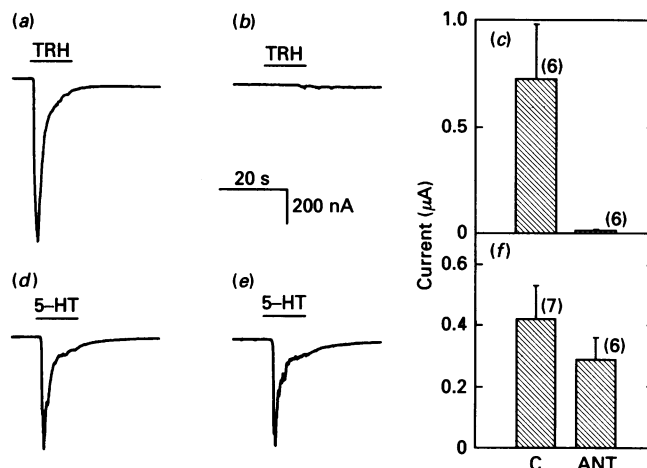 (a)
TRH
(b)
TRH
20 s
200 nA
(d)
5–HT
(e)
5–HT
Current (μA)
(c)
1.0
0.5
0
(6)
(6)
(f)
0.6
0.4
0.2
0
(7)
(6)
C
ANT